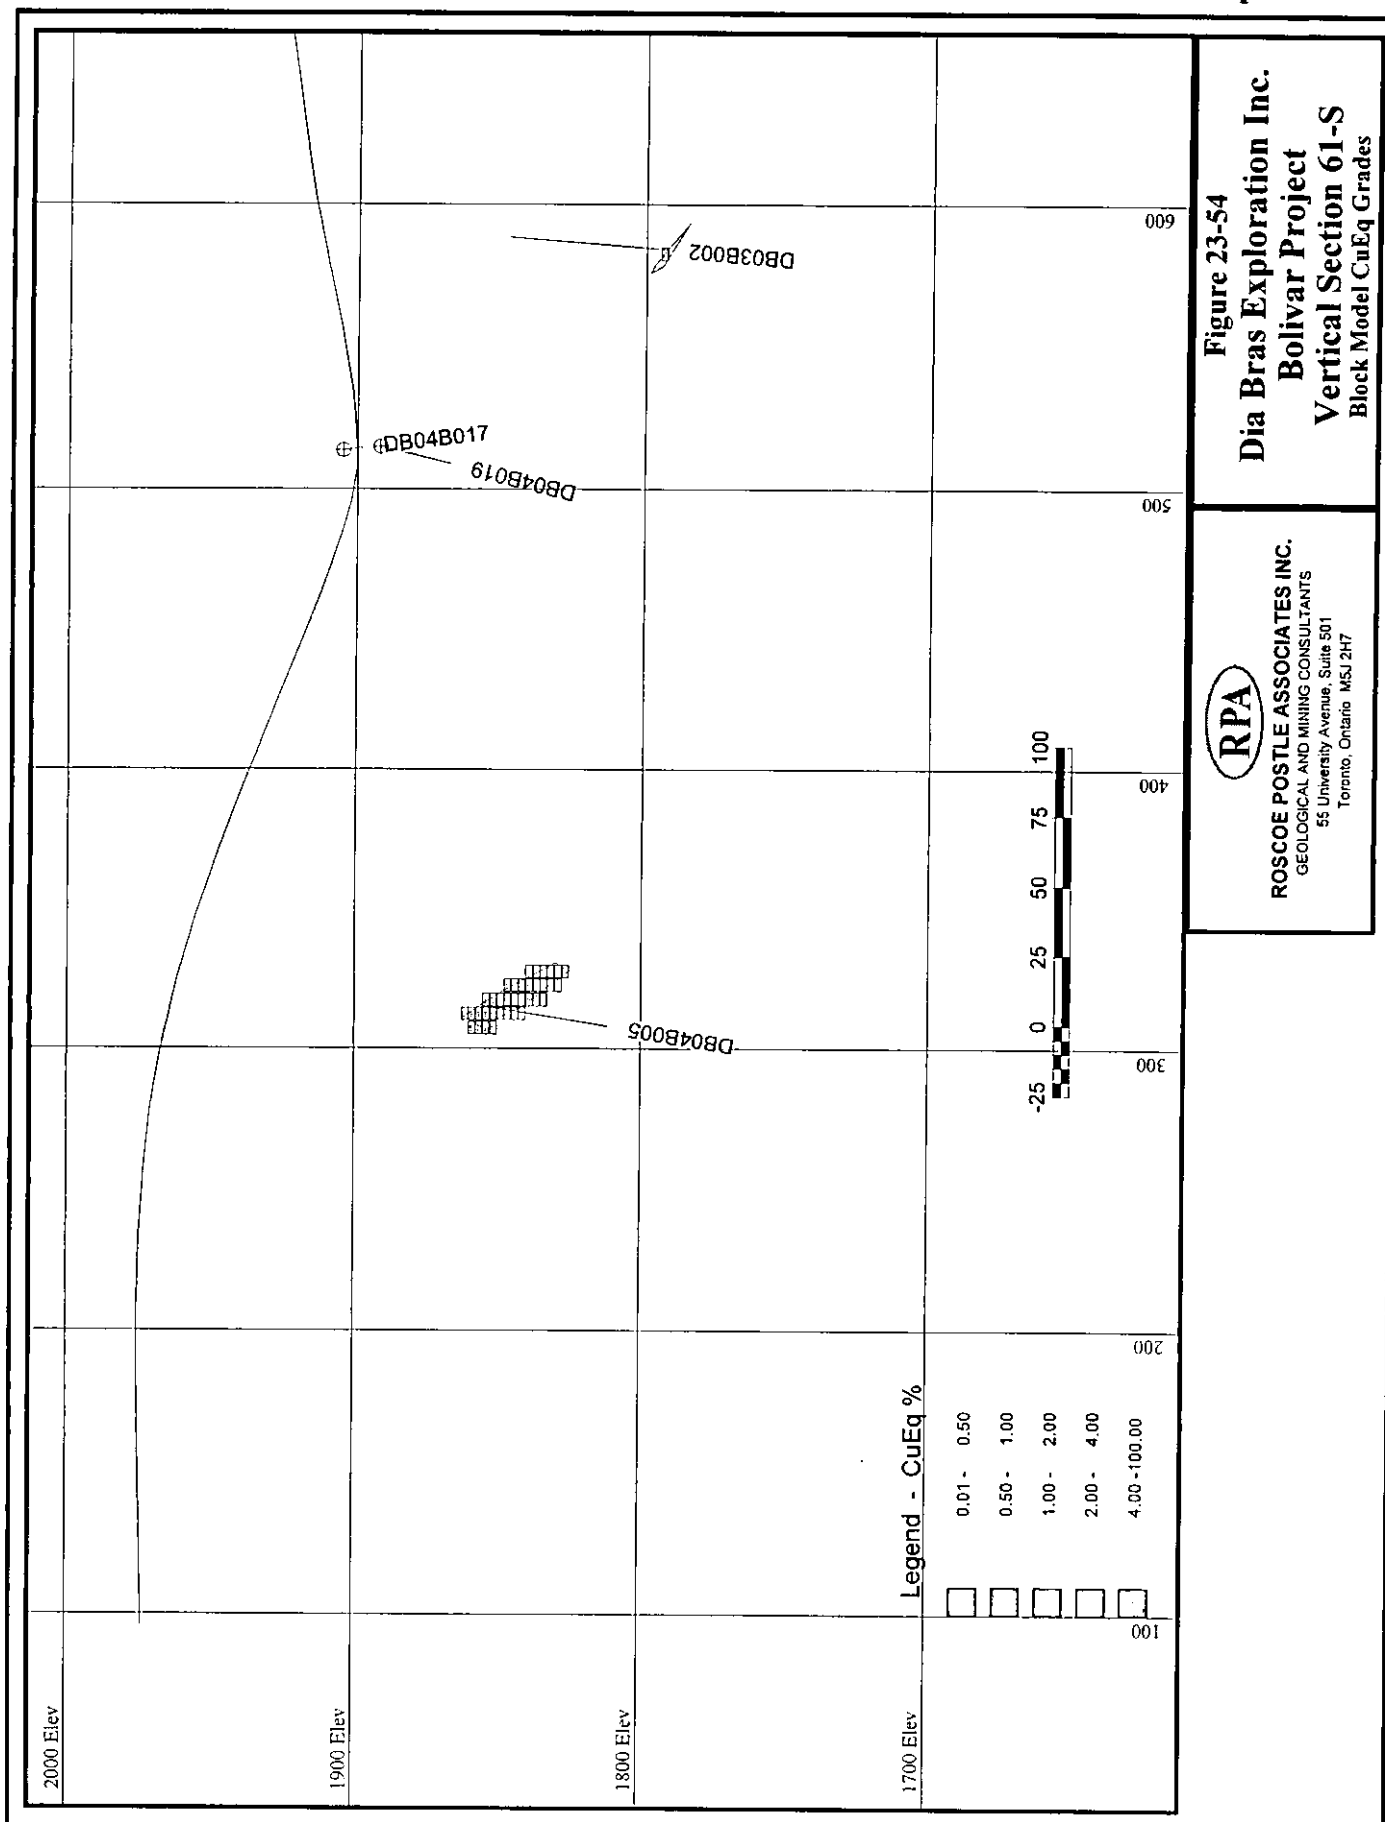 2000 Elev
1900 Elev
1800 Elev
1700 Elev
100
200
300
400
500
600
DB04B005
DB04B019
DB04B017
DB03B002
Legend - CuEq %
0.01 - 0.50
0.50 - 1.00
1.00 - 2.00
2.00 - 4.00
4.00 -100.00
-25 0 25 50 75 100
RPA
ROSCOE POSTLE ASSOCIATES INC.
GEOLOGICAL AND MINING CONSULTANTS
55 University Avenue, Suite 501
Toronto, Ontario M5J 2H7
Figure 23-54
Dia Bras Exploration Inc.
Bolivar Project
Vertical Section 61-S
Block Model CuEq Grades